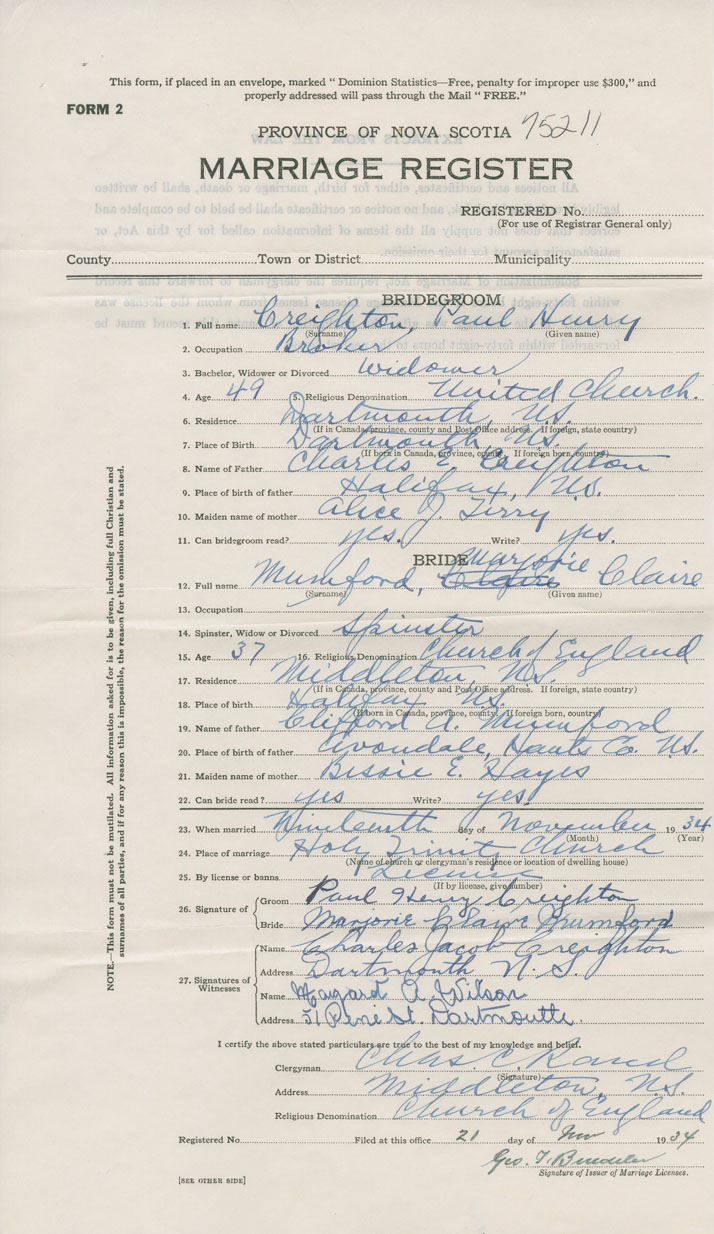 This form, if placed in an envelope, marked " Dominion Statistics—Free, penalty for improper use $300," and
properly addressed will pass through the Mail " FREE."
FORM 2
PROVINCE OF NOVA SCOTIA 75211
MARRIAGE REGISTER
REGISTERED No.
(For use of Registrar General only)
County Town or District Municipality
BRIDEGROOM
1. Full name Creighton, Paul Henry
(Surname) (Given name)
2. Occupation Broker
3. Bachelor, Widower or Divorced Widower
4. Age 49 5. Religious Denomination United Church.
6. Residence Dartmouth, N.S.
(If in Canada, province, county and Post Office address. If foreign, state country)
7. Place of Birth Dartmouth, N.S.
(If born in Canada, province, county. If foreign born, country)
8. Name of Father Charles E. Creighton
9. Place of birth of father Halifax, N.S.
10. Maiden name of mother Alice J. Terry
11. Can bridegroom read? yes. Write? yes.
BRIDE Marjorie
12. Full name Mumford, Claire
(Surname) (Given name)
13. Occupation
14. Spinster, Widow or Divorced Spinster
15. Age 37 16. Religious Denomination Church of England
17. Residence Middleton, N.S.
(If in Canada, province, county and Post Office address. If foreign, state country)
18. Place of birth Halifax N.S.
(If born in Canada, province, county. If foreign born, country)
19. Name of father Clifford A. Mumford
20. Place of birth of father Avondale, Hants Co. N.S.
21. Maiden name of mother Bissie E. Hayes
22. Can bride read? yes Write? yes.
23. When married Nineteenth day of November 1934
(Month) (Year)
24. Place of marriage Holy Trinity Church
(Name of church or clergyman's residence or location of dwelling house)
25. By license or banns License
(If by license, give number)
26. Signature of Groom Paul Henry Creighton
Bride Marjorie Claire Mumford
27. Signatures of Witnesses Name Charles Jacob Creighton
Address Dartmouth N.S.
Name A. Wilson
Address 51 St. Dartmouth.
I certify the above stated particulars are true to the best of my knowledge and belief.
Clergyman Chas C. Rand
(Signature)
Address Middleton, N.S.
Religious Denomination Church of England
Registered No. Filed at this office 21 day of Nov 1934
Geo. T.
Signature of Issuer of Marriage Licenses.
[SEE OTHER SIDE]
NOTE.—This form must not be mutilated. All information asked for is to be given, including full Christian and
surnames of all parties, and if for any reason this is impossible, the reason for the omission must be stated.